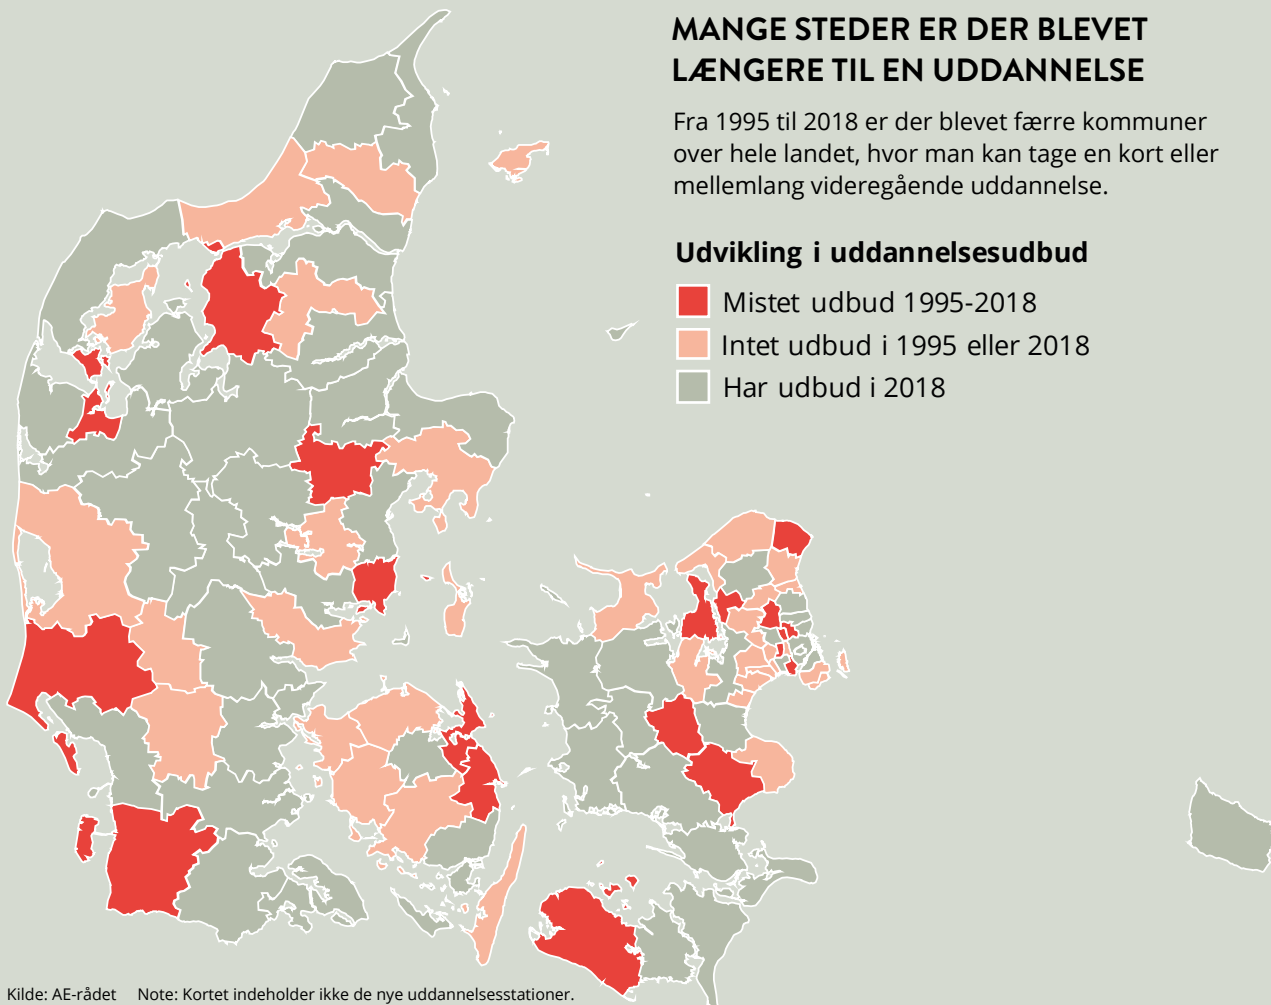 MANGE STEDER ER DER BLEVET
LÆNGERE TIL EN UDDANNELSE
Fra 1995 til 2018 er der blevet færre kommuner
over hele landet, hvor man kan tage en kort eller
mellemlang videregående uddannelse.
Udvikling i uddannelsesudbud
Mistet udbud 1995-2018
Intet udbud i 1995 eller 2018
Har udbud i 2018
Kilde: AE-rådet Note: Kortet indeholder ikke de nye uddannelsesstationer.